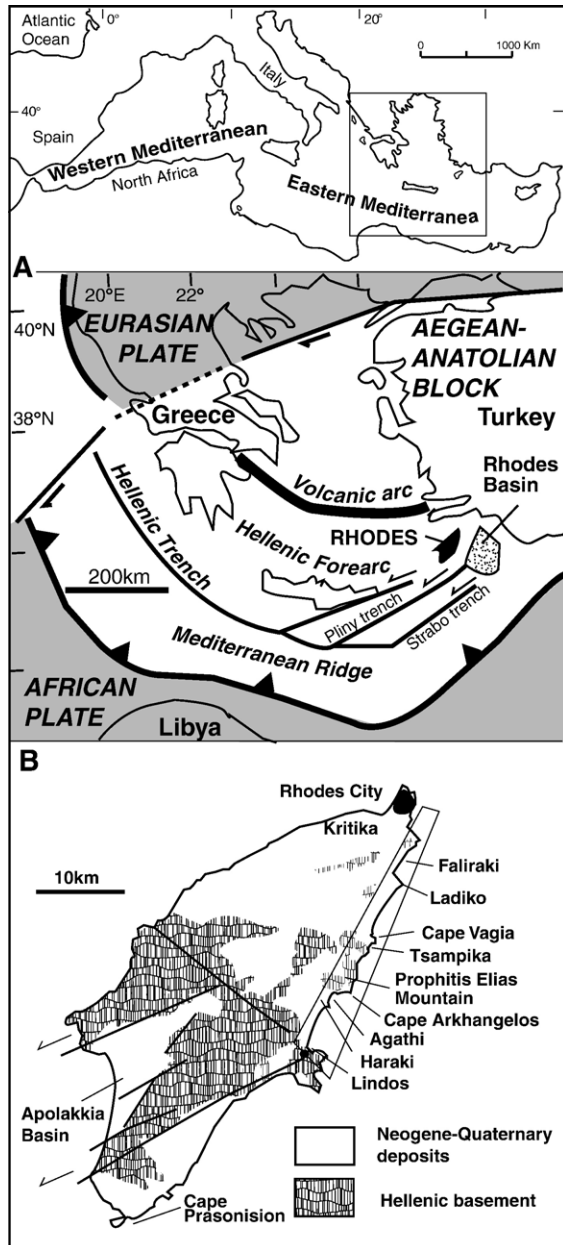 Atlantic
Ocean
0°
20°
0 1000 Km
Italy
40°
Spain
Western Mediterranean
North Africa
Eastern Mediterranea
A
20°E 22°
40°N
EURASIAN
PLATE
AEGEAN-
ANATOLIAN
BLOCK
Greece
Turkey
38°N
Rhodes
Basin
Volcanic arc
Hellenic Trench
RHODES
Hellenic Forearc
200km
Pliny trench
Strabo trench
Mediterranean Ridge
AFRICAN
PLATE
Libya
B
Rhodes City
Kritika
10km
Faliraki
Ladiko
Cape Vagia
Tsampika
Prophitis Elias
Mountain
Cape Arkhangelos
Agathi
Haraki
Lindos
Apolakkia
Basin
Neogene-Quaternary
deposits
Hellenic basement
Cape
Prasonision